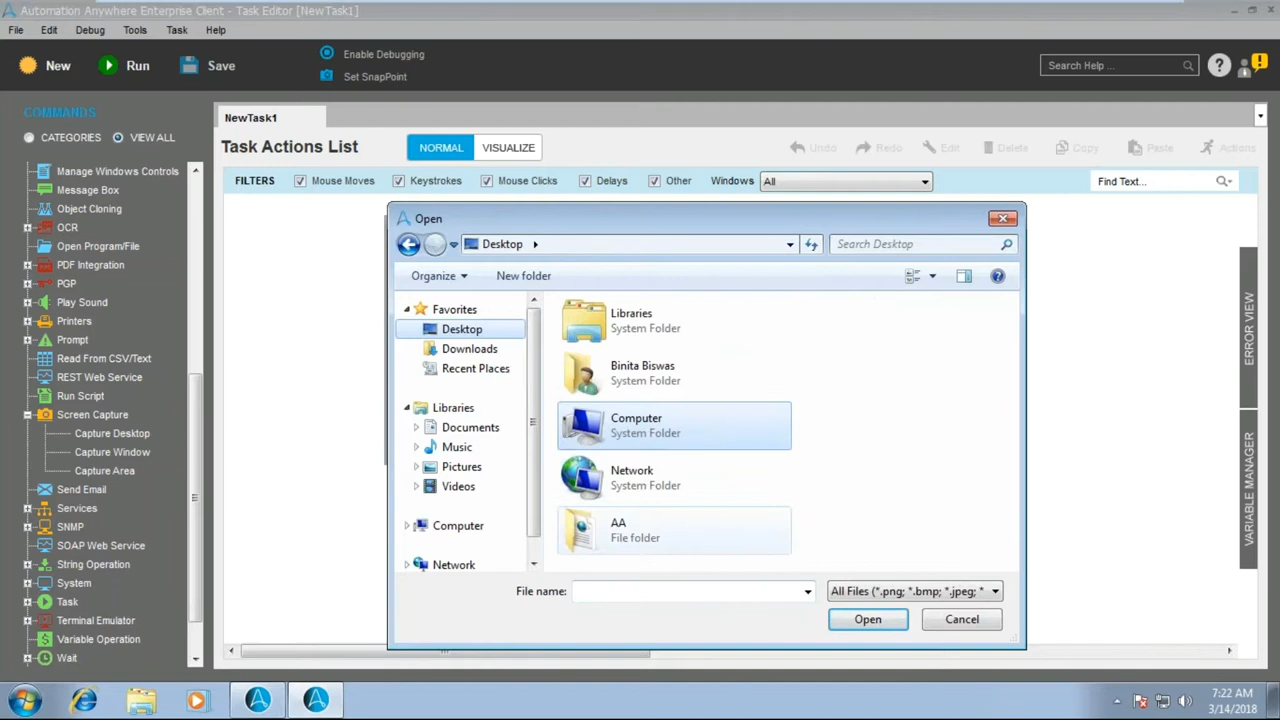 Automation Anywhere Enterprise Client - Task Editor [NewTask1]
File Edit Debug Tools Task Help
New Run Save
Enable Debugging
Set SnapPoint
Search Help ...
COMMANDS
CATEGORIES VIEW ALL
Manage Windows Controls
Message Box
Object Cloning
OCR
Open Program/File
PDF Integration
PGP
Play Sound
Printers
Prompt
Read From CSV/Text
REST Web Service
Run Script
Screen Capture
Capture Desktop
Capture Window
Capture Area
Send Email
Services
SNMP
SOAP Web Service
String Operation
System
Task
Terminal Emulator
Variable Operation
Wait
NewTask1
Task Actions List
NORMAL VISUALIZE
Undo Redo Edit Delete Copy Paste Actions
FILTERS Mouse Moves Keystrokes Mouse Clicks Delays Other Windows All
Find Text...
Open
Desktop
Search Desktop
Organize New folder
Favorites
Desktop
Downloads
Recent Places
Libraries
Documents
Music
Pictures
Videos
Computer
Network
Libraries
System Folder
Binita Biswas
System Folder
Computer
System Folder
Network
System Folder
AA
File folder
File name:
All Files (*.png; *.bmp; *.jpeg; *
Open Cancel
ERROR VIEW
VARIABLE MANAGER
7:22 AM
3/14/2018